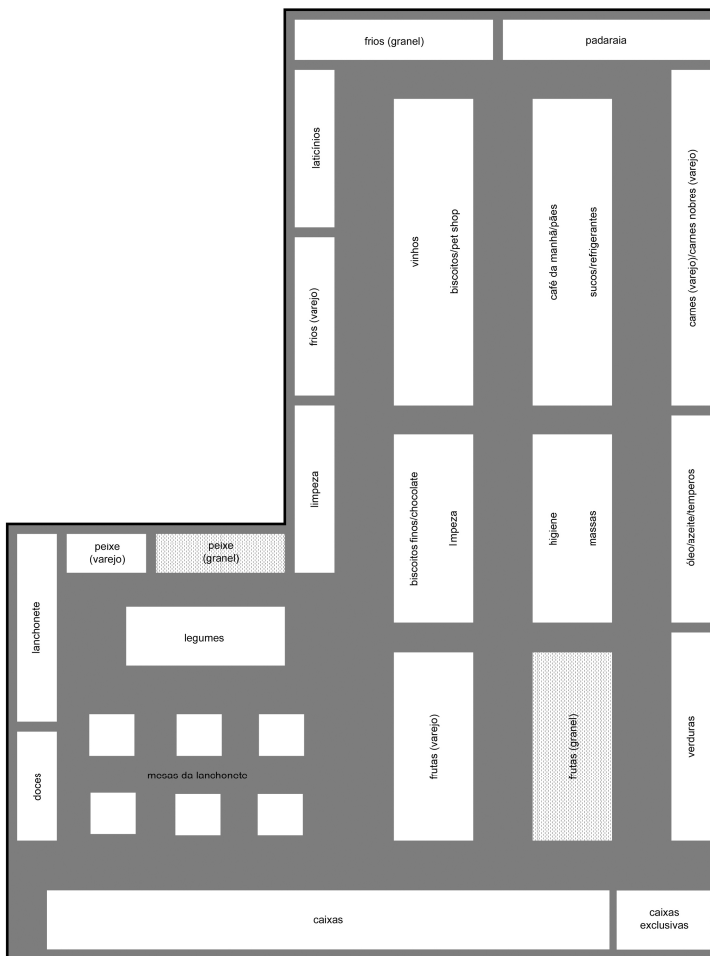 frios (granel)
padaraia
laticínios
vinhos
biscoitos/pet shop
café da manhã/pães
sucos/refrigerantes
carnes (varejo)/carnes nobres (varejo)
frios (varejo)
limpeza
biscoitos finos/chocolate
limpeza
higiene
massas
óleo/azeite/temperos
peixe
(varejo)
peixe
(granel)
lanchonete
legumes
frutas (varejo)
frutas (granel)
verduras
mesas da lanchonete
doces
caixas
caixas
exclusivas